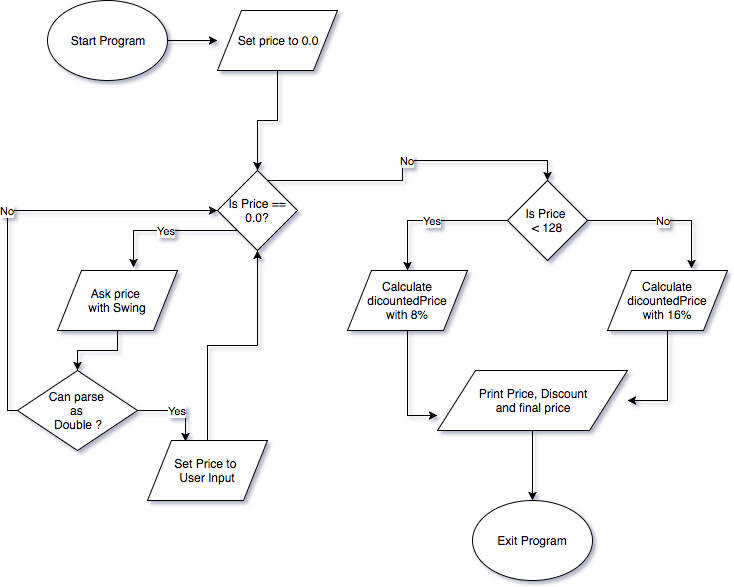 Start Program
Set price to 0.0
No
Is Price ==
0.0?
Is Price
< 128
No
Yes
Yes
No
Ask price
with Swing
Calculate
dicountedPrice
with 8%
Calculate
dicountedPrice
with 16%
Can parse
as
Double ?
Yes
Print Price, Discount
and final price
Set Price to
User Input
Exit Program